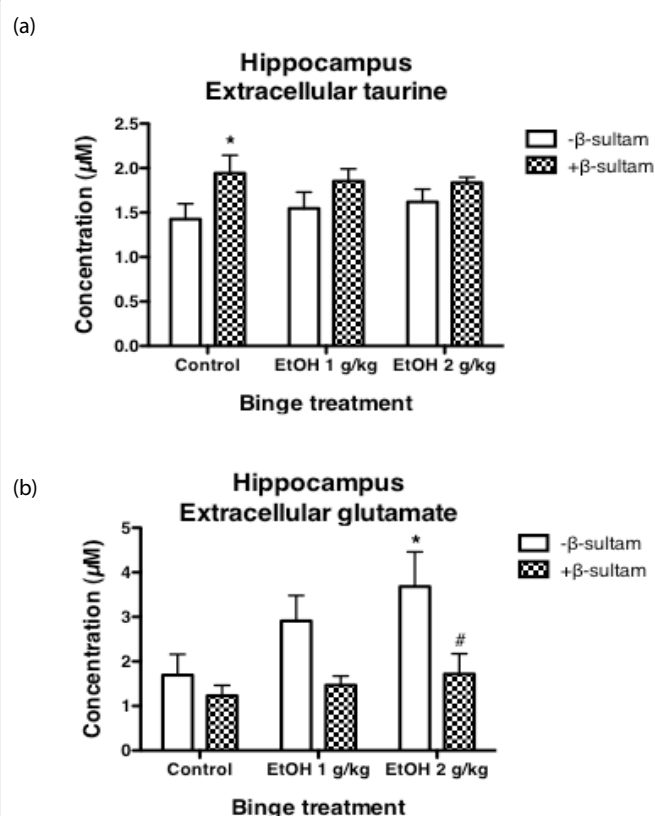 (a)
Hippocampus
Extracellular taurine
Concentration (μM)
2.5
2.0
1.5
1.0
0.5
0.0
*
-β-sultam
+β-sultam
Control
EtOH 1 g/kg
EtOH 2 g/kg
Binge treatment
(b)
Hippocampus
Extracellular glutamate
Concentration (μM)
5
4
3
2
1
0
*
#
-β-sultam
+β-sultam
Control
EtOH 1 g/kg
EtOH 2 g/kg
Binge treatment